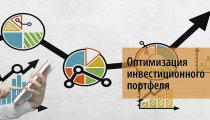 Оптимизация
инвестиционного
портфеля